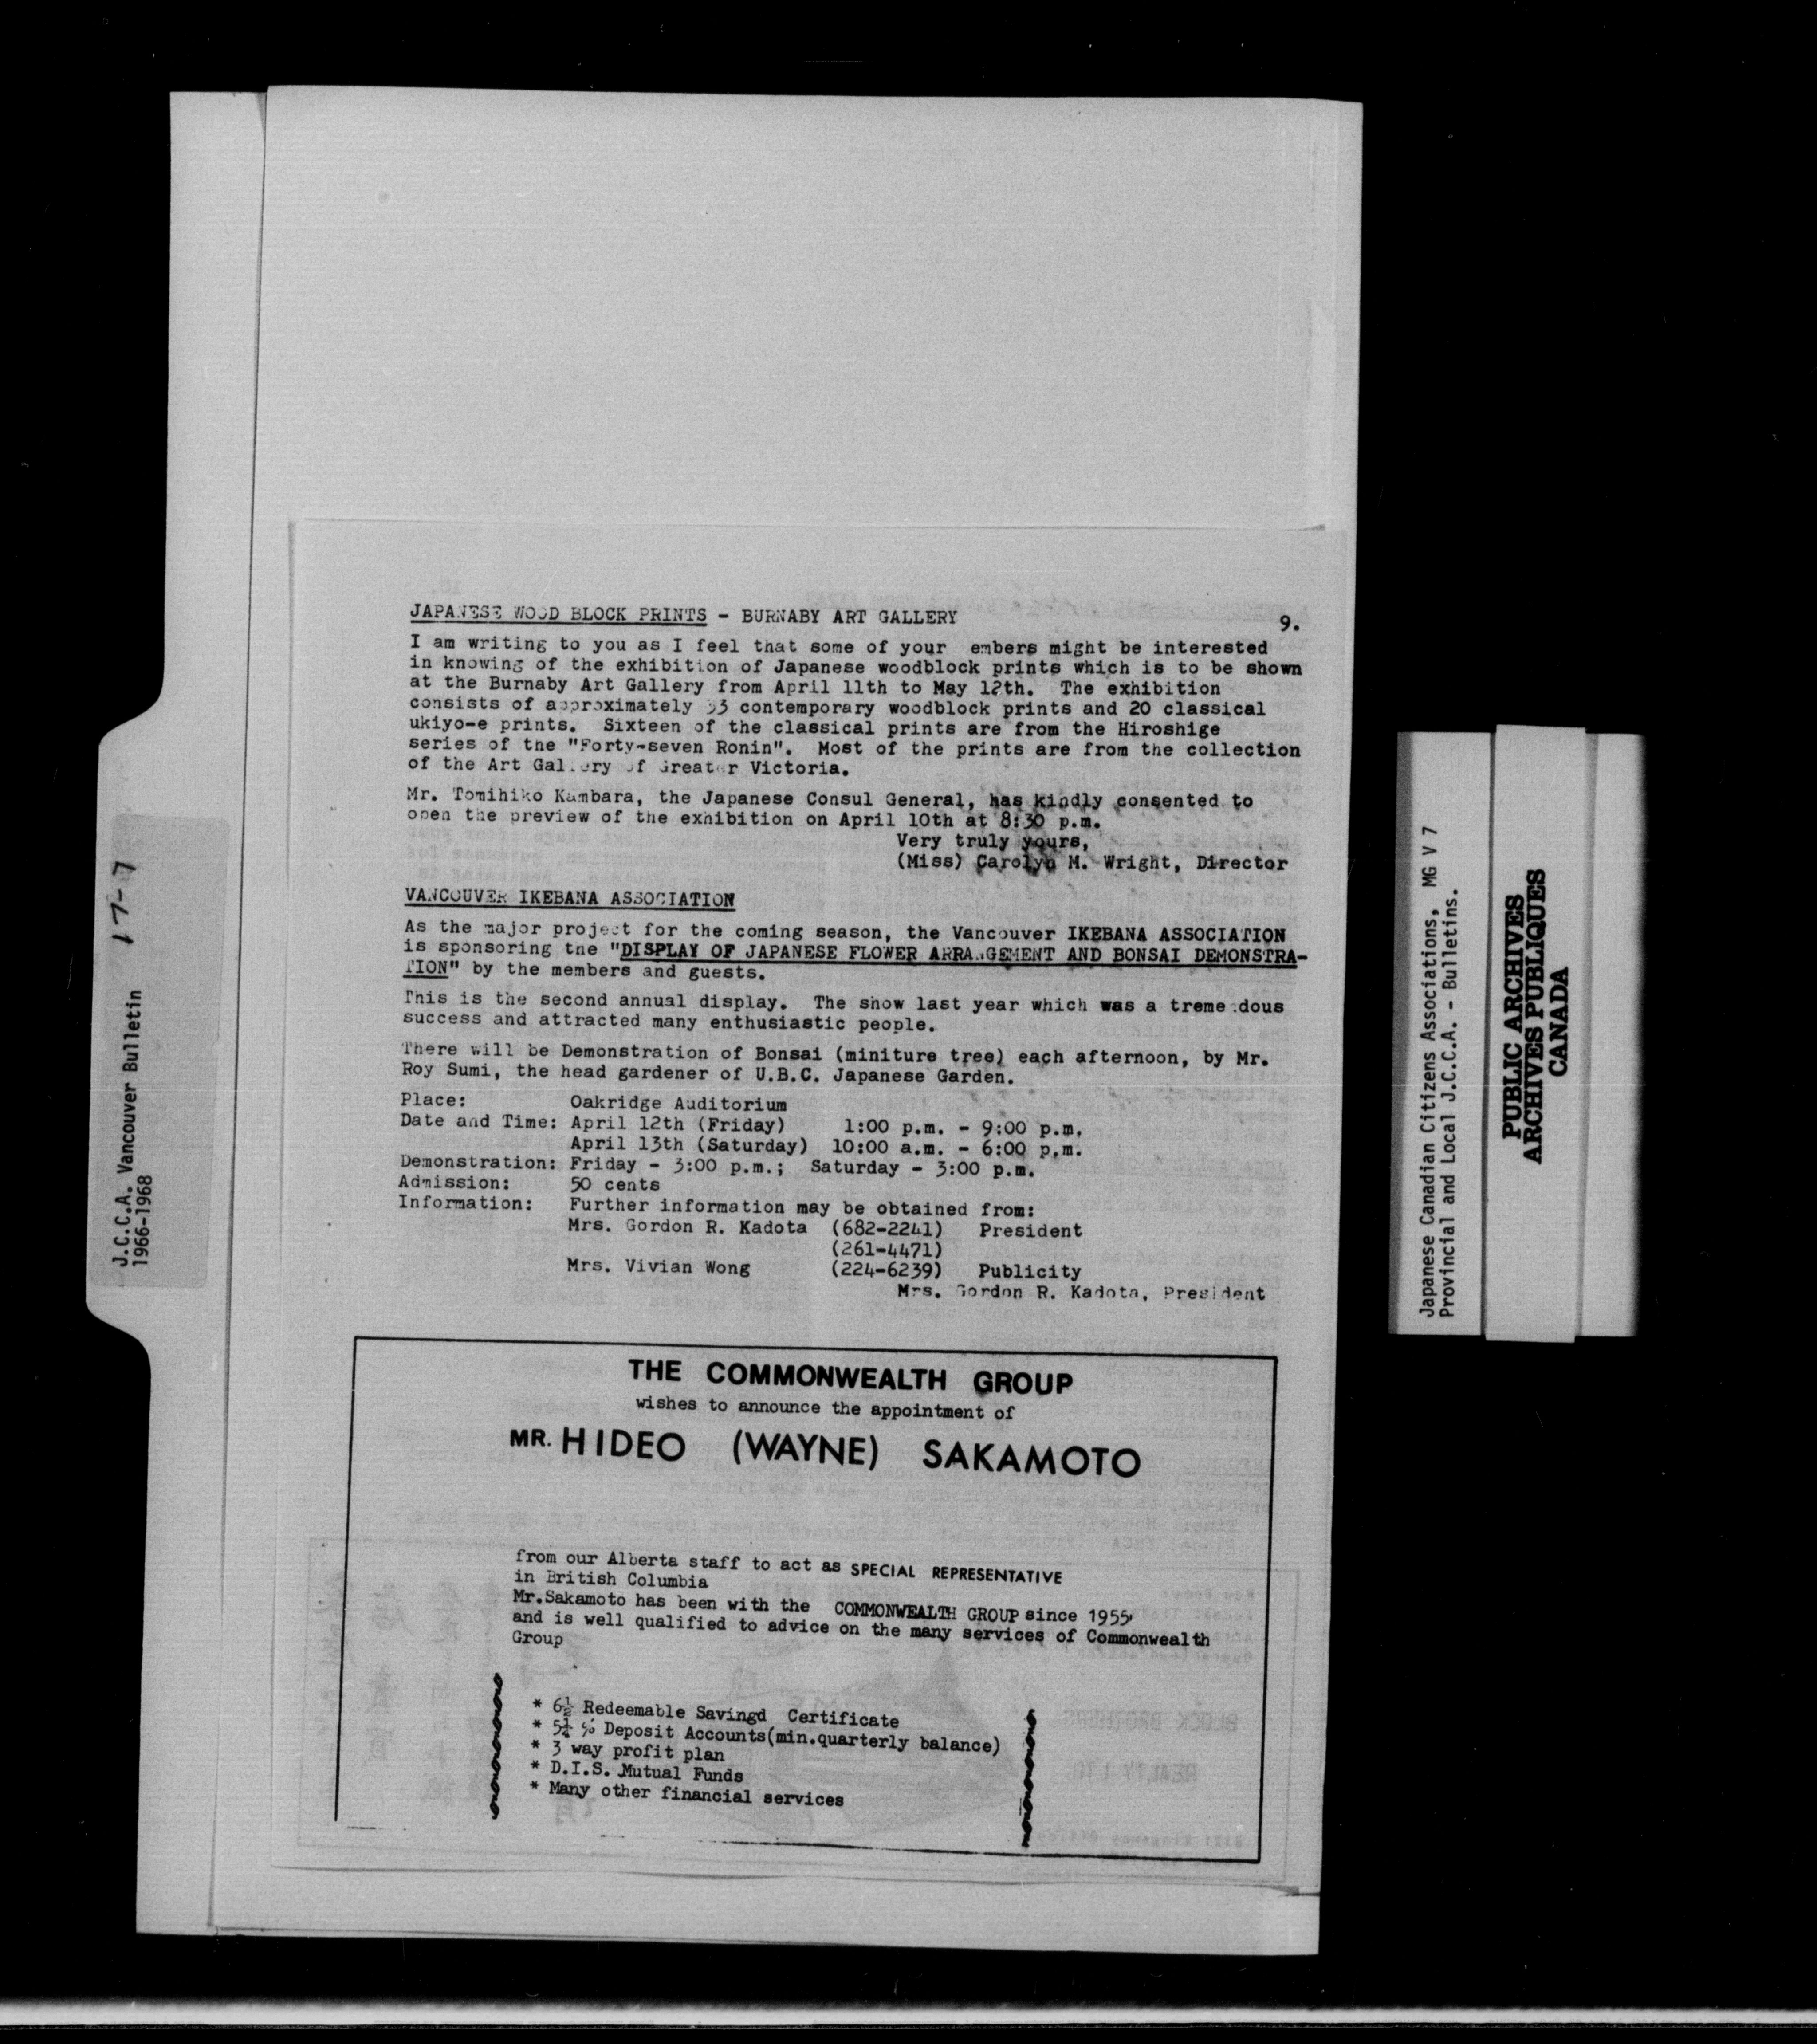 JAPANESE WOOD BLOCK PRINTS - BURNABY ART GALLERY
9.
I am writing to you as I feel that some of your embers might be interested
in knowing of the exhibition of Japanese woodblock prints which is to be shown
at the Burnaby Art Gallery from April 11th to May 12th. The exhibition
consists of approximately 33 contemporary woodblock prints and 20 classical
ukiyo-e prints. Sixteen of the classical prints are from the Hiroshige
series of the "Forty-seven Ronin". Most of the prints are from the collection
of the Art Gallery of Greater Victoria.
Mr. Tomihiko Kambara, the Japanese Consul General, has kindly consented to
open the preview of the exhibition on April 10th at 8:30 p.m.
Very truly yours,
(Miss) Carolyn M. Wright, Director
VANCOUVER IKEBANA ASSOCIATION
As the major project for the coming season, the Vancouver IKEBANA ASSOCIATION
is sponsoring the "DISPLAY OF JAPANESE FLOWER ARRANGEMENT AND BONSAI DEMONSTRA-
TION" by the members and guests.
This is the second annual display. The show last year which was a treme dous
success and attracted many enthusiastic people.
There will be Demonstration of Bonsai (miniture tree) each afternoon, by Mr.
Roy Sumi, the head gardener of U.B.C. Japanese Garden.
Place: Oakridge Auditorium
Date and Time: April 12th (Friday) 1:00 p.m. - 9:00 p.m.
April 13th (Saturday) 10:00 a.m. - 6:00 p.m.
Demonstration: Friday - 3:00 p.m.; Saturday - 3:00 p.m.
Admission: 50 cents
Information: Further information may be obtained from:
Mrs. Gordon R. Kadota (682-2241) President
(261-4471)
Mrs. Vivian Wong (224-6239) Publicity
Mrs. Gordon R. Kadota, President
THE COMMONWEALTH GROUP
wishes to announce the appointment of
MR. HIDEO (WAYNE) SAKAMOTO
from our Alberta staff to act as SPECIAL REPRESENTATIVE
in British Columbia
Mr.Sakamoto has been with the COMMONWEALTH GROUP since 1955,
and is well qualified to advice on the many services of Commonwealth
Group
* 6½ Redeemable Savingd Certificate
* 5¼ % Deposit Accounts(min.quarterly balance)
* 3 way profit plan
* D.I.S. Mutual Funds
* Many other financial services
J.C.C.A. Vancouver Bulletin 17-7
1966-1968
Japanese Canadian Citizens Associations, MG V 7
Provincial and Local J.C.C.A. - Bulletins.
PUBLIC ARCHIVES
ARCHIVES PUBLIQUES
CANADA